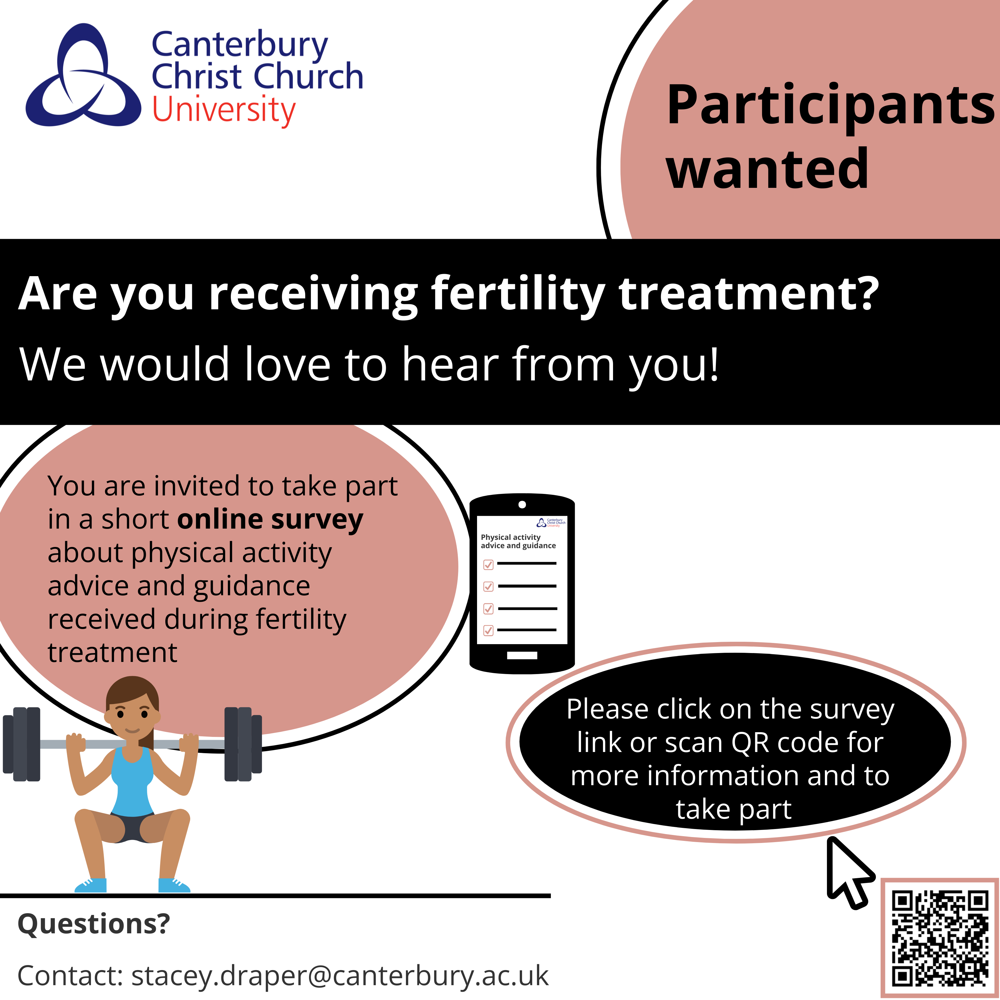 Canterbury
Christ Church
University
Participants
wanted
Are you receiving fertility treatment?
We would love to hear from you!
You are invited to take part
in a short online survey
about physical activity
advice and guidance
received during fertility
treatment
Canterbury
Christ Church
University
Physical activity
advice and guidance
Please click on the survey
link or scan QR code for
more information and to
take part
Questions?
Contact: stacey.draper@canterbury.ac.uk